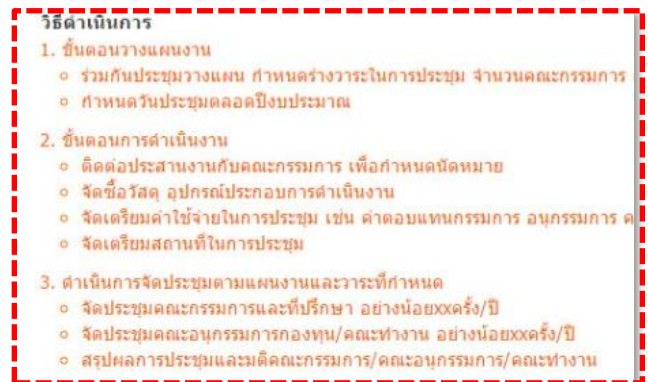 วิธีดำเนินการ
1. ขั้นตอนวางแผนงาน
○ ร่วมกันประชุมวางแผน กำหนดร่างวาระในการประชุม จำนวนคณะกรรมการ
○ กำหนดวันประชุมตลอดปีงบประมาณ
2. ขั้นตอนการดำเนินงาน
○ ติดต่อประสานงานกับคณะกรรมการ เพื่อกำหนดนัดหมาย
○ จัดซื้อวัสดุ อุปกรณ์ประกอบการดำเนินงาน
○ จัดเตรียมค่าใช้จ่ายในการประชุม เช่น ค่าตอบแทนกรรมการ อนุกรรมการ ค
○ จัดเตรียมสถานที่ในการประชุม
3. ดำเนินการจัดประชุมตามแผนงานและวาระที่กำหนด
○ จัดประชุมคณะกรรมการและที่ปรึกษา อย่างน้อยxxครั้ง/ปี
○ จัดประชุมคณะอนุกรรมการกองทุน/คณะทำงาน อย่างน้อยxxครั้ง/ปี
○ สรุปผลการประชุมและมติคณะกรรมการ/คณะอนุกรรมการ/คณะทำงาน